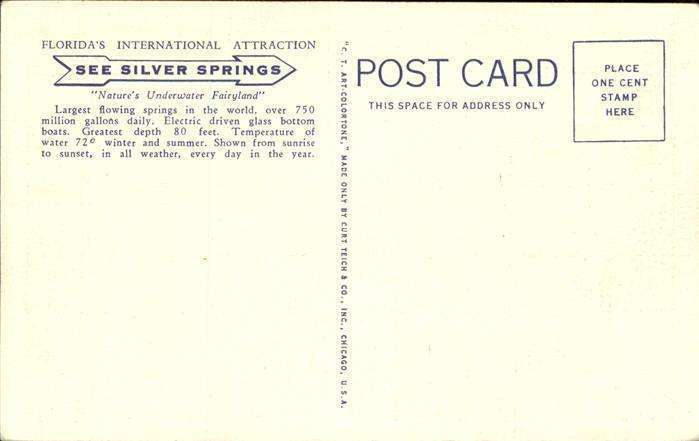 FLORIDA'S INTERNATIONAL ATTRACTION
SEE SILVER SPRINGS
"Nature's Underwater Fairyland"
Largest flowing springs in the world, over 750
million gallons daily. Electric driven glass bottom
boats. Greatest depth 80 feet. Temperature of
water 72° winter and summer. Shown from sunrise
to sunset, in all weather, every day in the year.
"C. T. ART-COLORTONE," MADE ONLY BY CURT TEICH & CO., INC., CHICAGO, U.S.A.
POST CARD
THIS SPACE FOR ADDRESS ONLY
PLACE
ONE CENT
STAMP
HERE